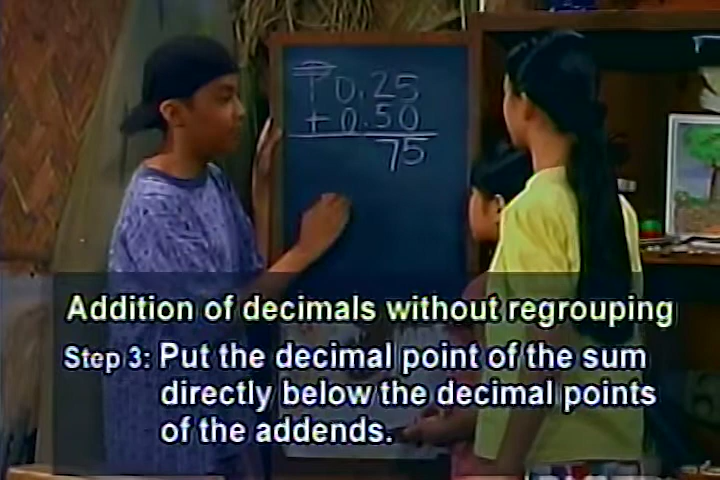 ₱0.25
+ 0.50
75
Addition of decimals without regrouping
Step 3: Put the decimal point of the sum
directly below the decimal points
of the addends.